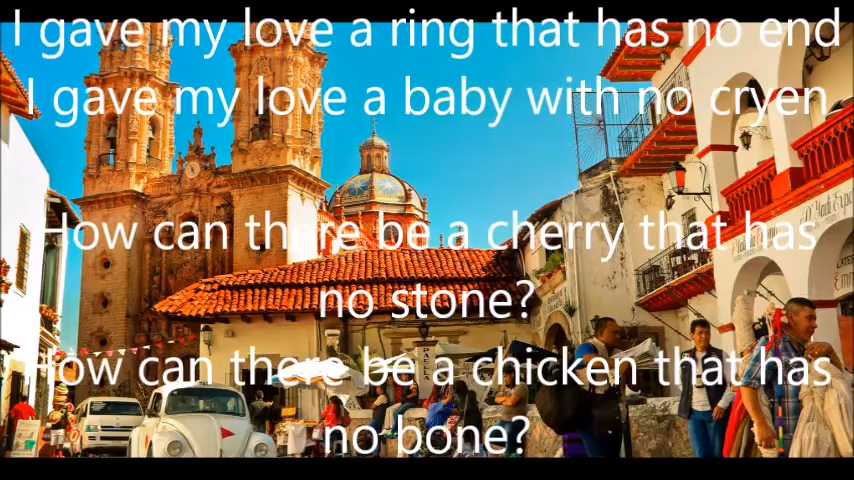 I gave my love a ring that has no end
I gave my love a baby with no cryen
How can there be a cherry that has
no stone?
How can there be a chicken that has
no bone?
PAELLA